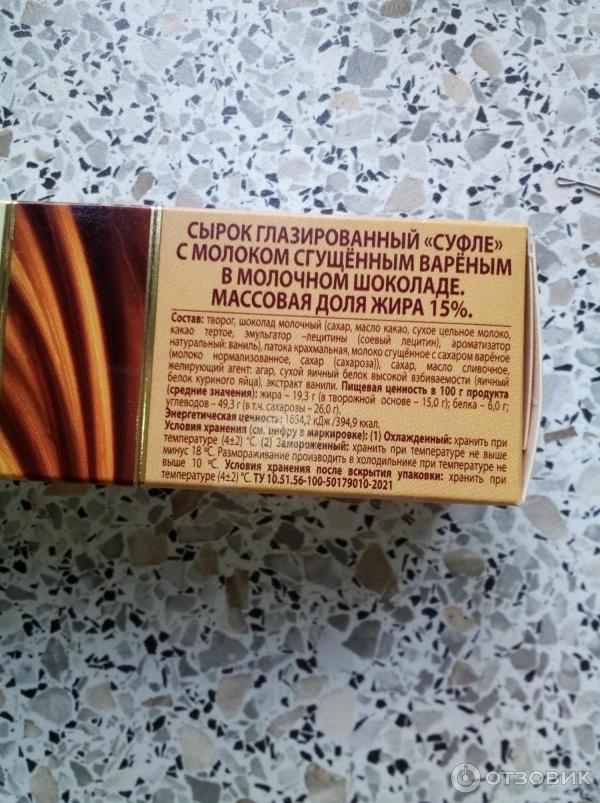 СЫРОК ГЛАЗИРОВАННЫЙ «СУФЛЕ»
С МОЛОКОМ СГУЩЁННЫМ ВАРЁНЫМ
В МОЛОЧНОМ ШОКОЛАДЕ.
МАССОВАЯ ДОЛЯ ЖИРА 15%.
Состав: творог, шоколад молочный (сахар, масло какао, сухое цельное молоко,
какао тертое, эмульгатор –лецитины (соевый лецитин), ароматизатор
натуральный: ваниль), патока крахмальная, молоко сгущённое с сахаром варёное
(молоко нормализованное, сахар (сахароза)), сахар, масло сливочное,
желирующий агент: агар, сухой яичный белок высокой взбиваемости (яичный
белок куриного яйца), экстракт ванили. Пищевая ценность в 100 г продукта
(средние значения): жира – 19,3 г (в творожной основе – 15,0 г); белка – 6,0 г;
углеводов – 49,3 г (в т.ч. сахарозы – 26,0 г).
Энергетическая ценность: 1654,2 кДж /394,9 ккал.
Условия хранения (см. цифру в маркировке): (1) Охлажденный: хранить при
температуре (4±2) °C. (2) Замороженный: хранить при температуре не выше
минус 18 °C. Размораживание производить в холодильнике при температуре не
выше 10 °C. Условия хранения после вскрытия упаковки: хранить при
температуре (4±2) °C. ТУ 10.51.56-100-50179010-2021
ОТЗОВИК